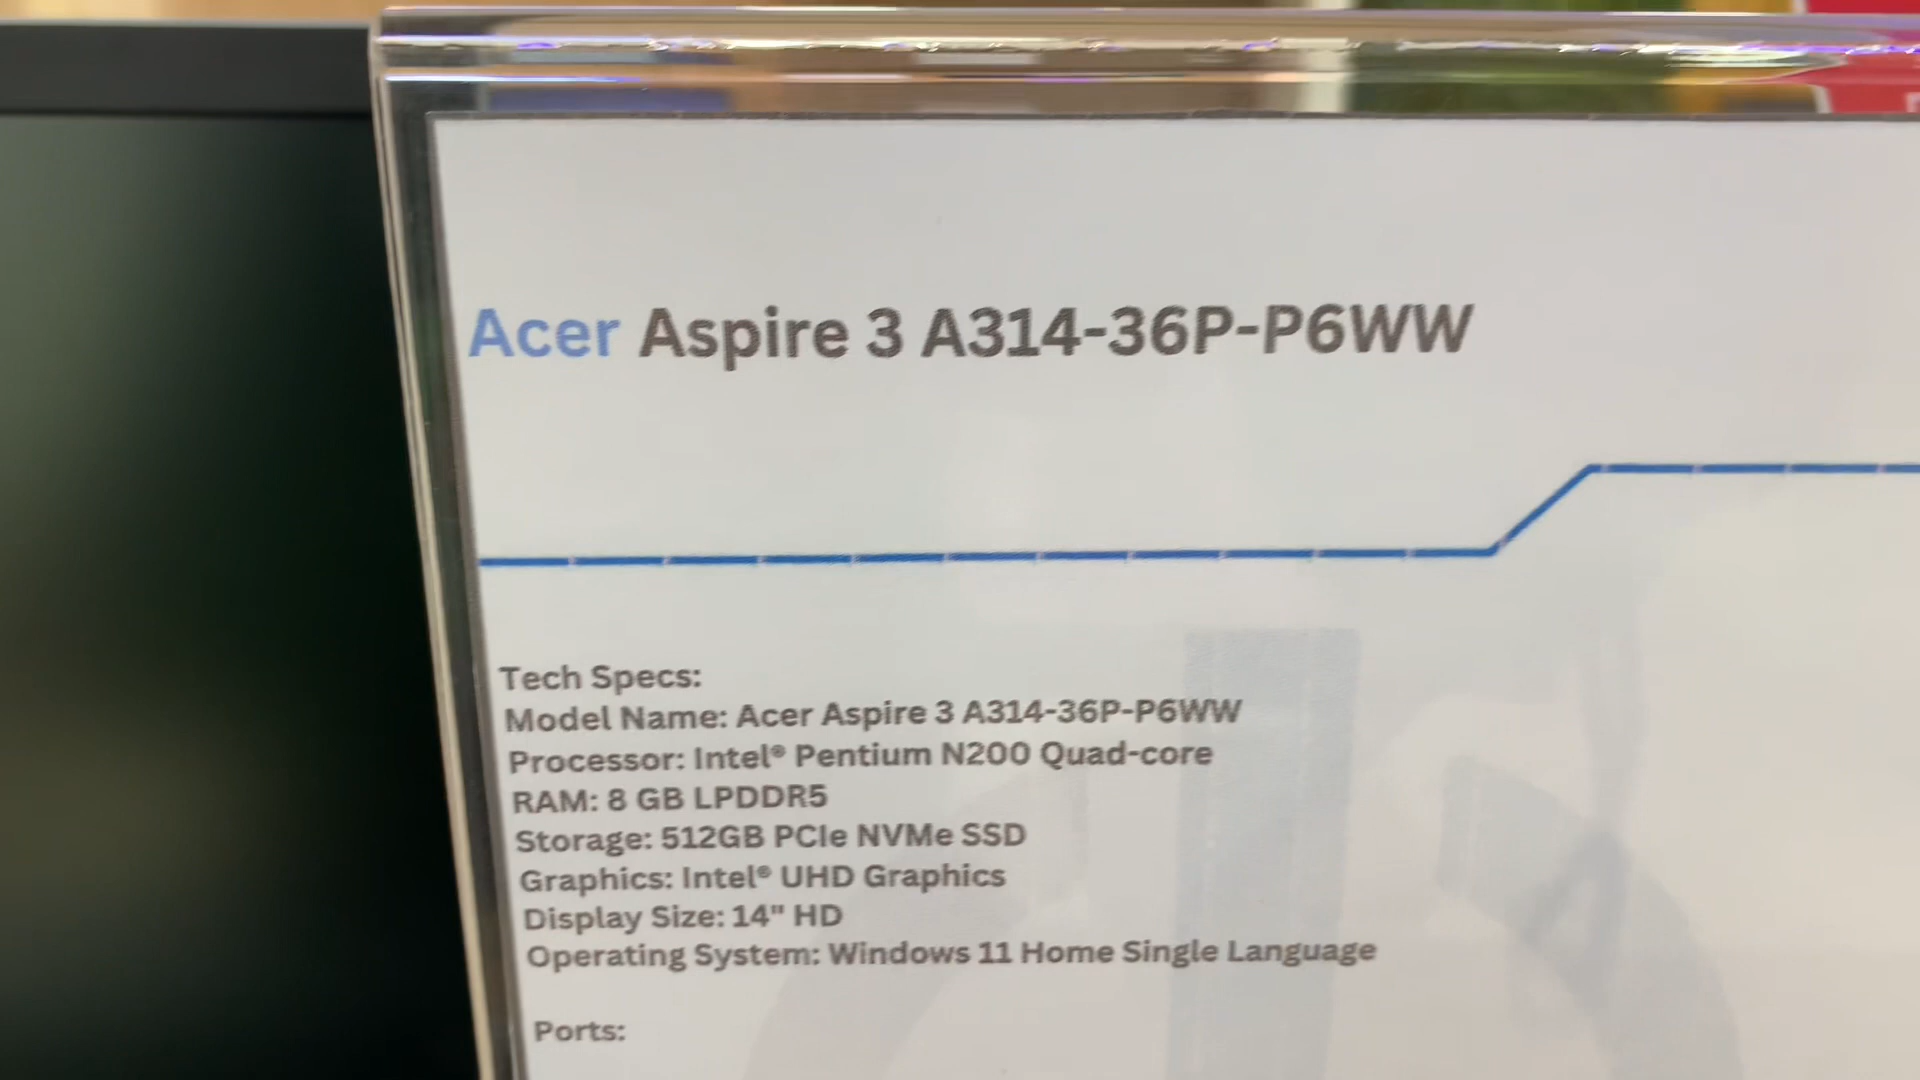 Acer Aspire 3 A314-36P-P6WW
Tech Specs:
Model Name: Acer Aspire 3 A314-36P-P6WW
Processor: Intel® Pentium N200 Quad-core
RAM: 8 GB LPDDR5
Storage: 512GB PCIe NVMe SSD
Graphics: Intel® UHD Graphics
Display Size: 14" HD
Operating System: Windows 11 Home Single Language
Ports: